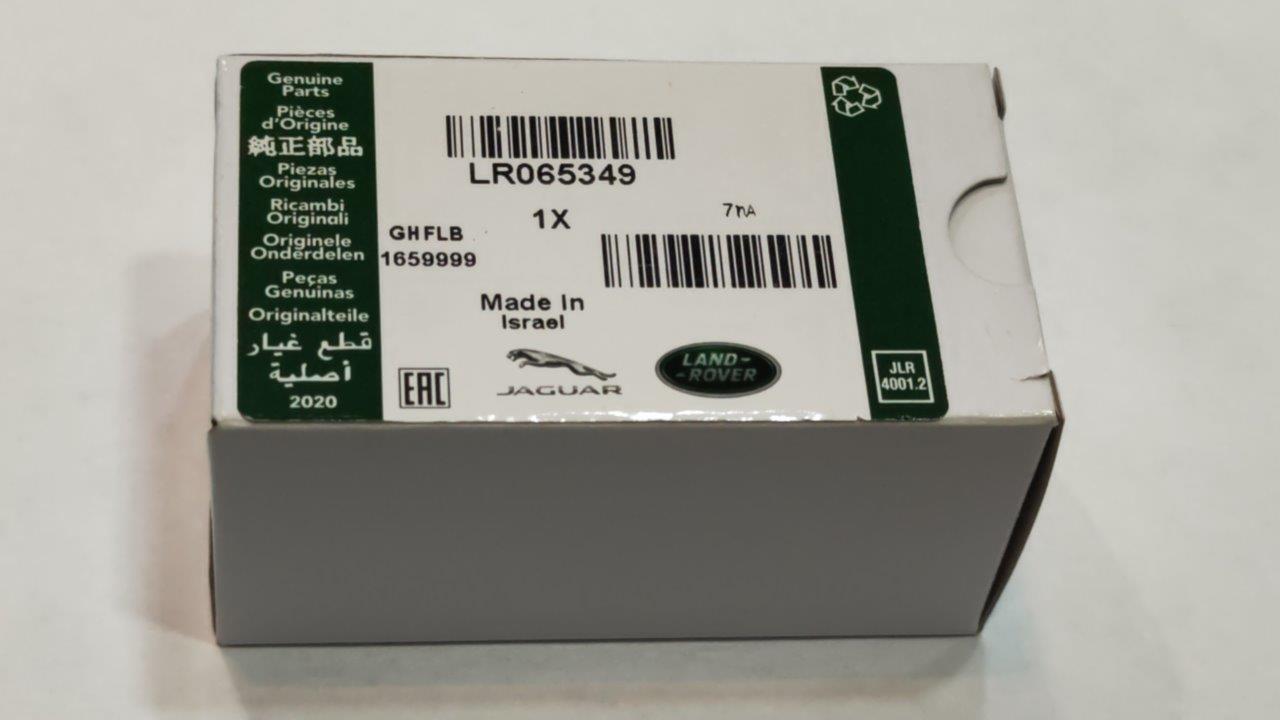 Genuine
Parts
Pièces
d'Origine
純正部品
Piezas
Originales
Ricambi
Originali
Originele
Onderdelen
Peças
Genuinas
Originalteile
قطع غيار
أصلية
2020
LR065349
1X
7nA
GHFLB
1659999
Made In
Israel
EAC
JAGUAR
LAND-
-ROVER
JLR
4001.2